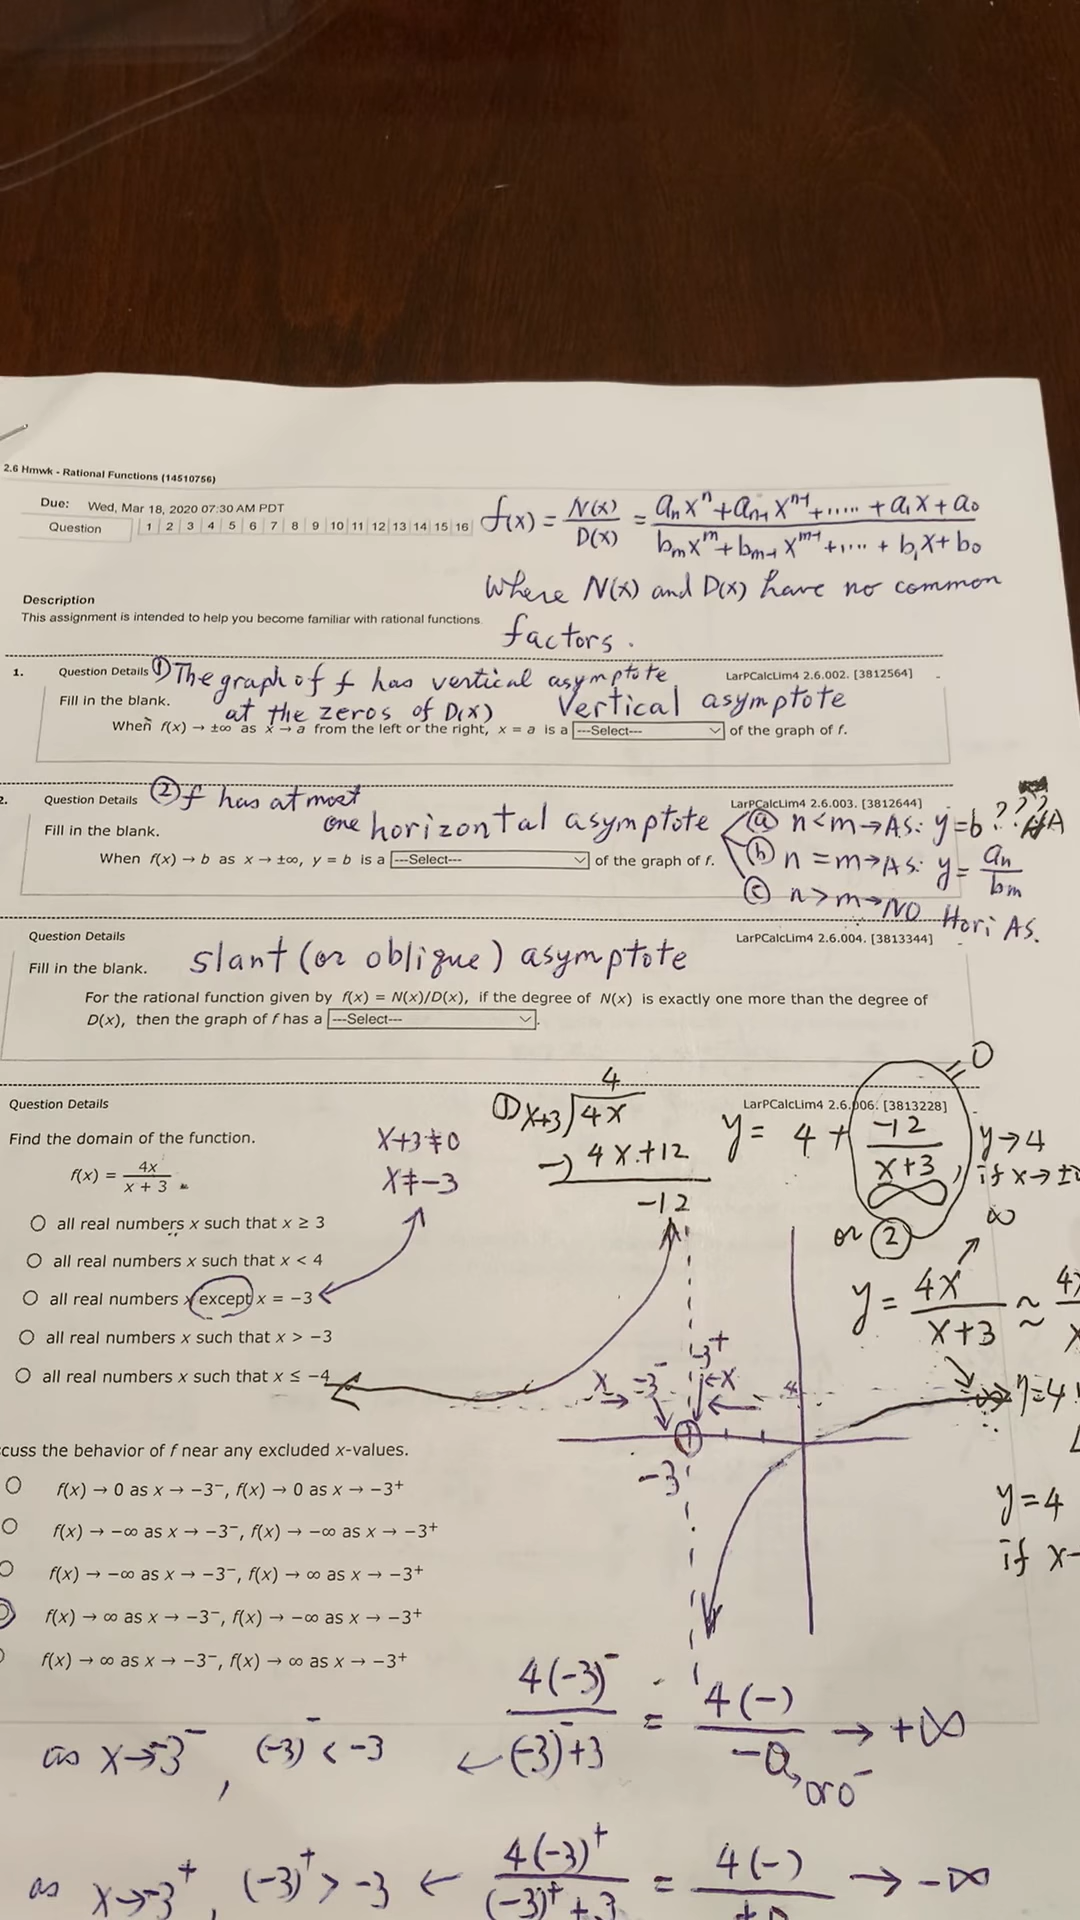 2.6 Hmwk - Rational Functions (14510756)
Due: Wed, Mar 18, 2020 07:30 AM PDT
Question 1 2 3 4 5 6 7 8 9 10 11 12 13 14 15 16
f(x) = N(x)/D(x) = (aₙxⁿ + aₙ₋₁xⁿ⁻¹ + ..... + a₁x + a₀)/(bₘxᵐ + bₘ₋₁xᵐ⁻¹ + .... + b₁x + b₀)
where N(x) and D(x) have no common
factors.
Description
This assignment is intended to help you become familiar with rational functions.
1. Question Details ① The graph of f has vertical asymptote LarPCalcLim4 2.6.002. [3812564]
Fill in the blank. at the zeros of D(x) Vertical asymptote
When f(x) → ±∞ as x → a from the left or the right, x = a is a ---Select--- of the graph of f.
2. Question Details ② f has at most LarPCalcLim4 2.6.003. [3812644]
Fill in the blank. one horizontal asymptote ⓐ n<m→AS: y=b ???
When f(x) → b as x → ±∞, y = b is a ---Select--- of the graph of f. ⓑ n=m→AS: y = aₙ/bₘ
ⓒ n>m→NO Hori AS.
Question Details LarPCalcLim4 2.6.004. [3813344]
Fill in the blank. slant (or oblique) asymptote
For the rational function given by f(x) = N(x)/D(x), if the degree of N(x) is exactly one more than the degree of
D(x), then the graph of f has a ---Select--- .
Question Details LarPCalcLim4 2.6.006. [3813228]
Find the domain of the function.
f(x) = 4x/(x + 3)
x+3≠0
x≠-3
① 4
x+3 ) 4x
-) 4x+12
-12
y = 4 + -12/(x+3), = 0
y→4
if x→±
∞
∞
or ②
y = 4x/(x+3) ≈
all real numbers x such that x ≥ 3
all real numbers x such that x < 4
all real numbers x except x = −3
all real numbers x such that x > −3
all real numbers x such that x ≤ −4
x → -3⁻ -3⁺ ← x
4
y=4
-3
y=4
if x
cuss the behavior of f near any excluded x-values.
f(x) → 0 as x → −3⁻, f(x) → 0 as x → −3⁺
f(x) → −∞ as x → −3⁻, f(x) → −∞ as x → −3⁺
f(x) → −∞ as x → −3⁻, f(x) → ∞ as x → −3⁺
f(x) → ∞ as x → −3⁻, f(x) → −∞ as x → −3⁺
f(x) → ∞ as x → −3⁻, f(x) → ∞ as x → −3⁺
as x→-3⁻, (-3)⁻ < -3 ← 4(-3)⁻/((-3)⁻+3) = 4(-)/-0, or 0⁻ → +∞
as x→-3⁺, (-3)⁺ > -3 ← 4(-3)⁺/((-3)⁺+3) = 4(-)/+0 → -∞